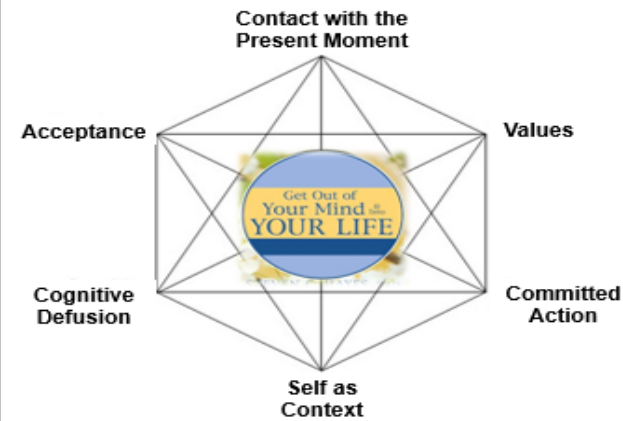 Contact with the
Present Moment
Acceptance
Values
Get Out of
Your Mind &
YOUR LIFE
Cognitive
Defusion
Committed
Action
Self as
Context